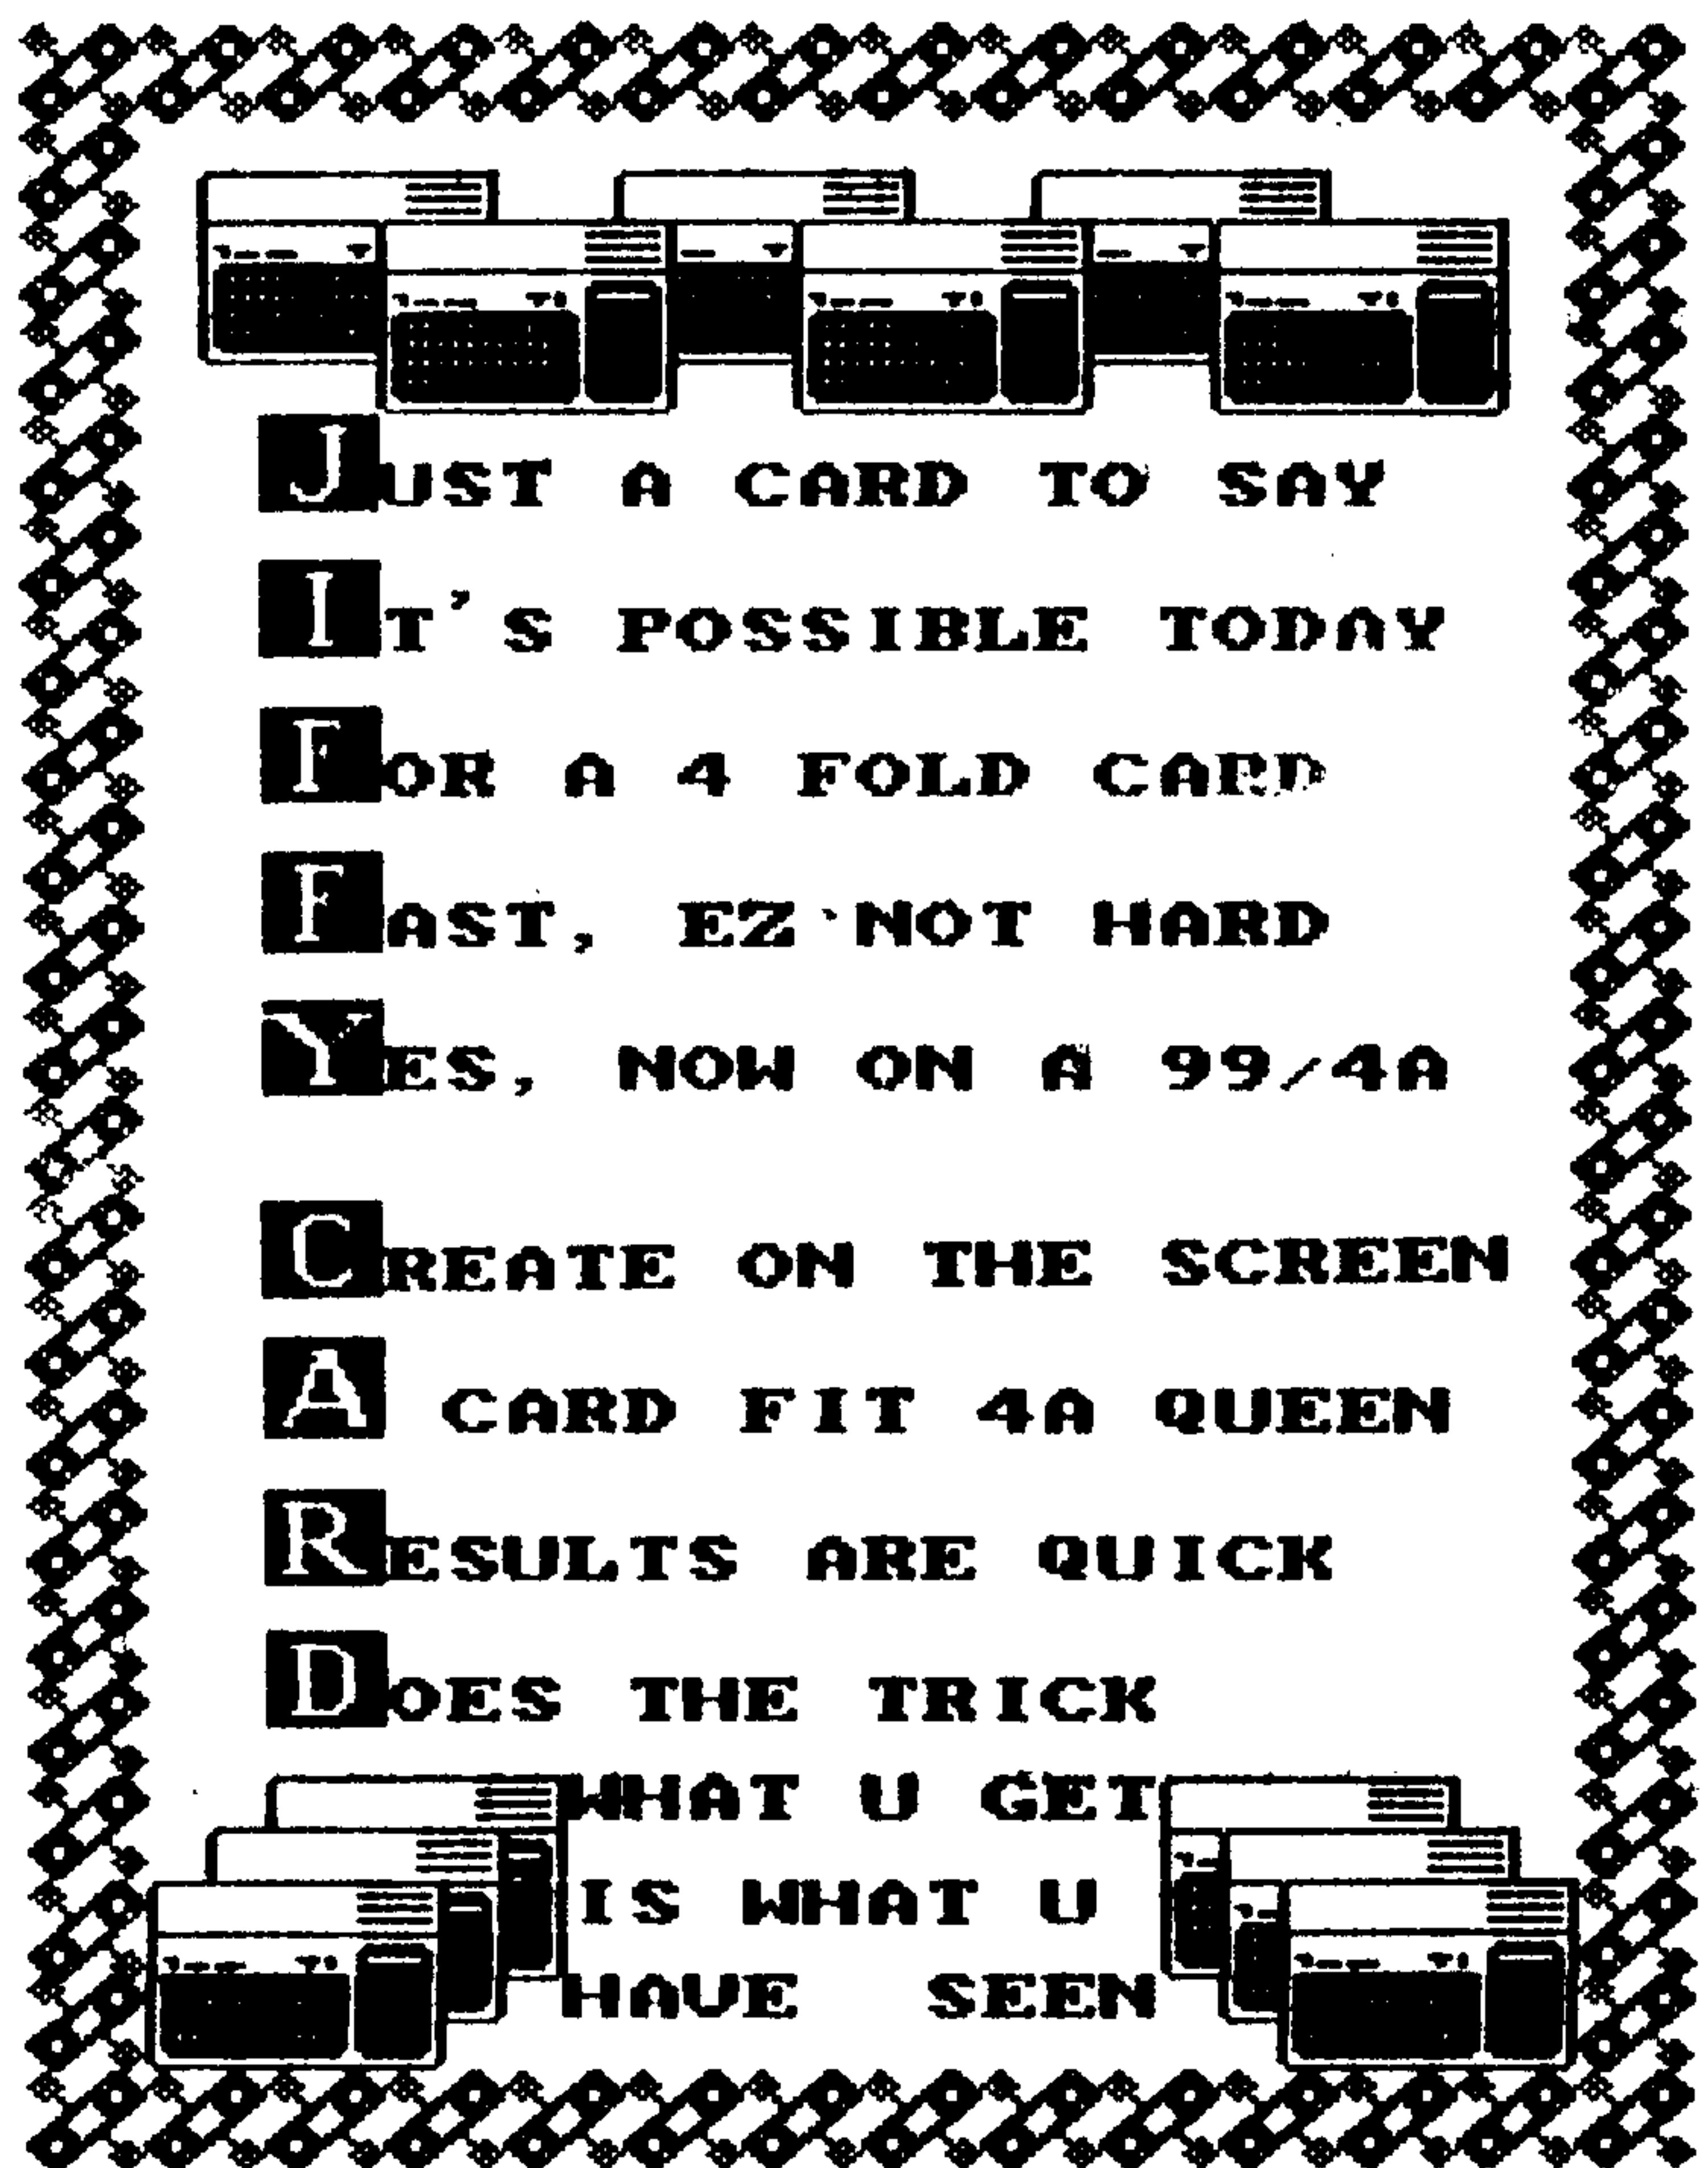 JUST A CARD TO SAY
IT'S POSSIBLE TODAY
FOR A 4 FOLD CARD
FAST, EZ NOT HARD
YES, NOW ON A 99/4A
CREATE ON THE SCREEN
A CARD FIT 4A QUEEN
RESULTS ARE QUICK
DOES THE TRICK
WHAT U GET
IS WHAT U
HAVE SEEN